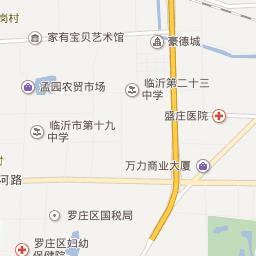 岗村
家有宝贝艺术馆
豪德城
孟园农贸市场
临沂第二十三
中学
盛庄医院
临沂市第十九
中学
村
万力商业大厦
河路
罗庄区国税局
罗庄区妇幼
保健院